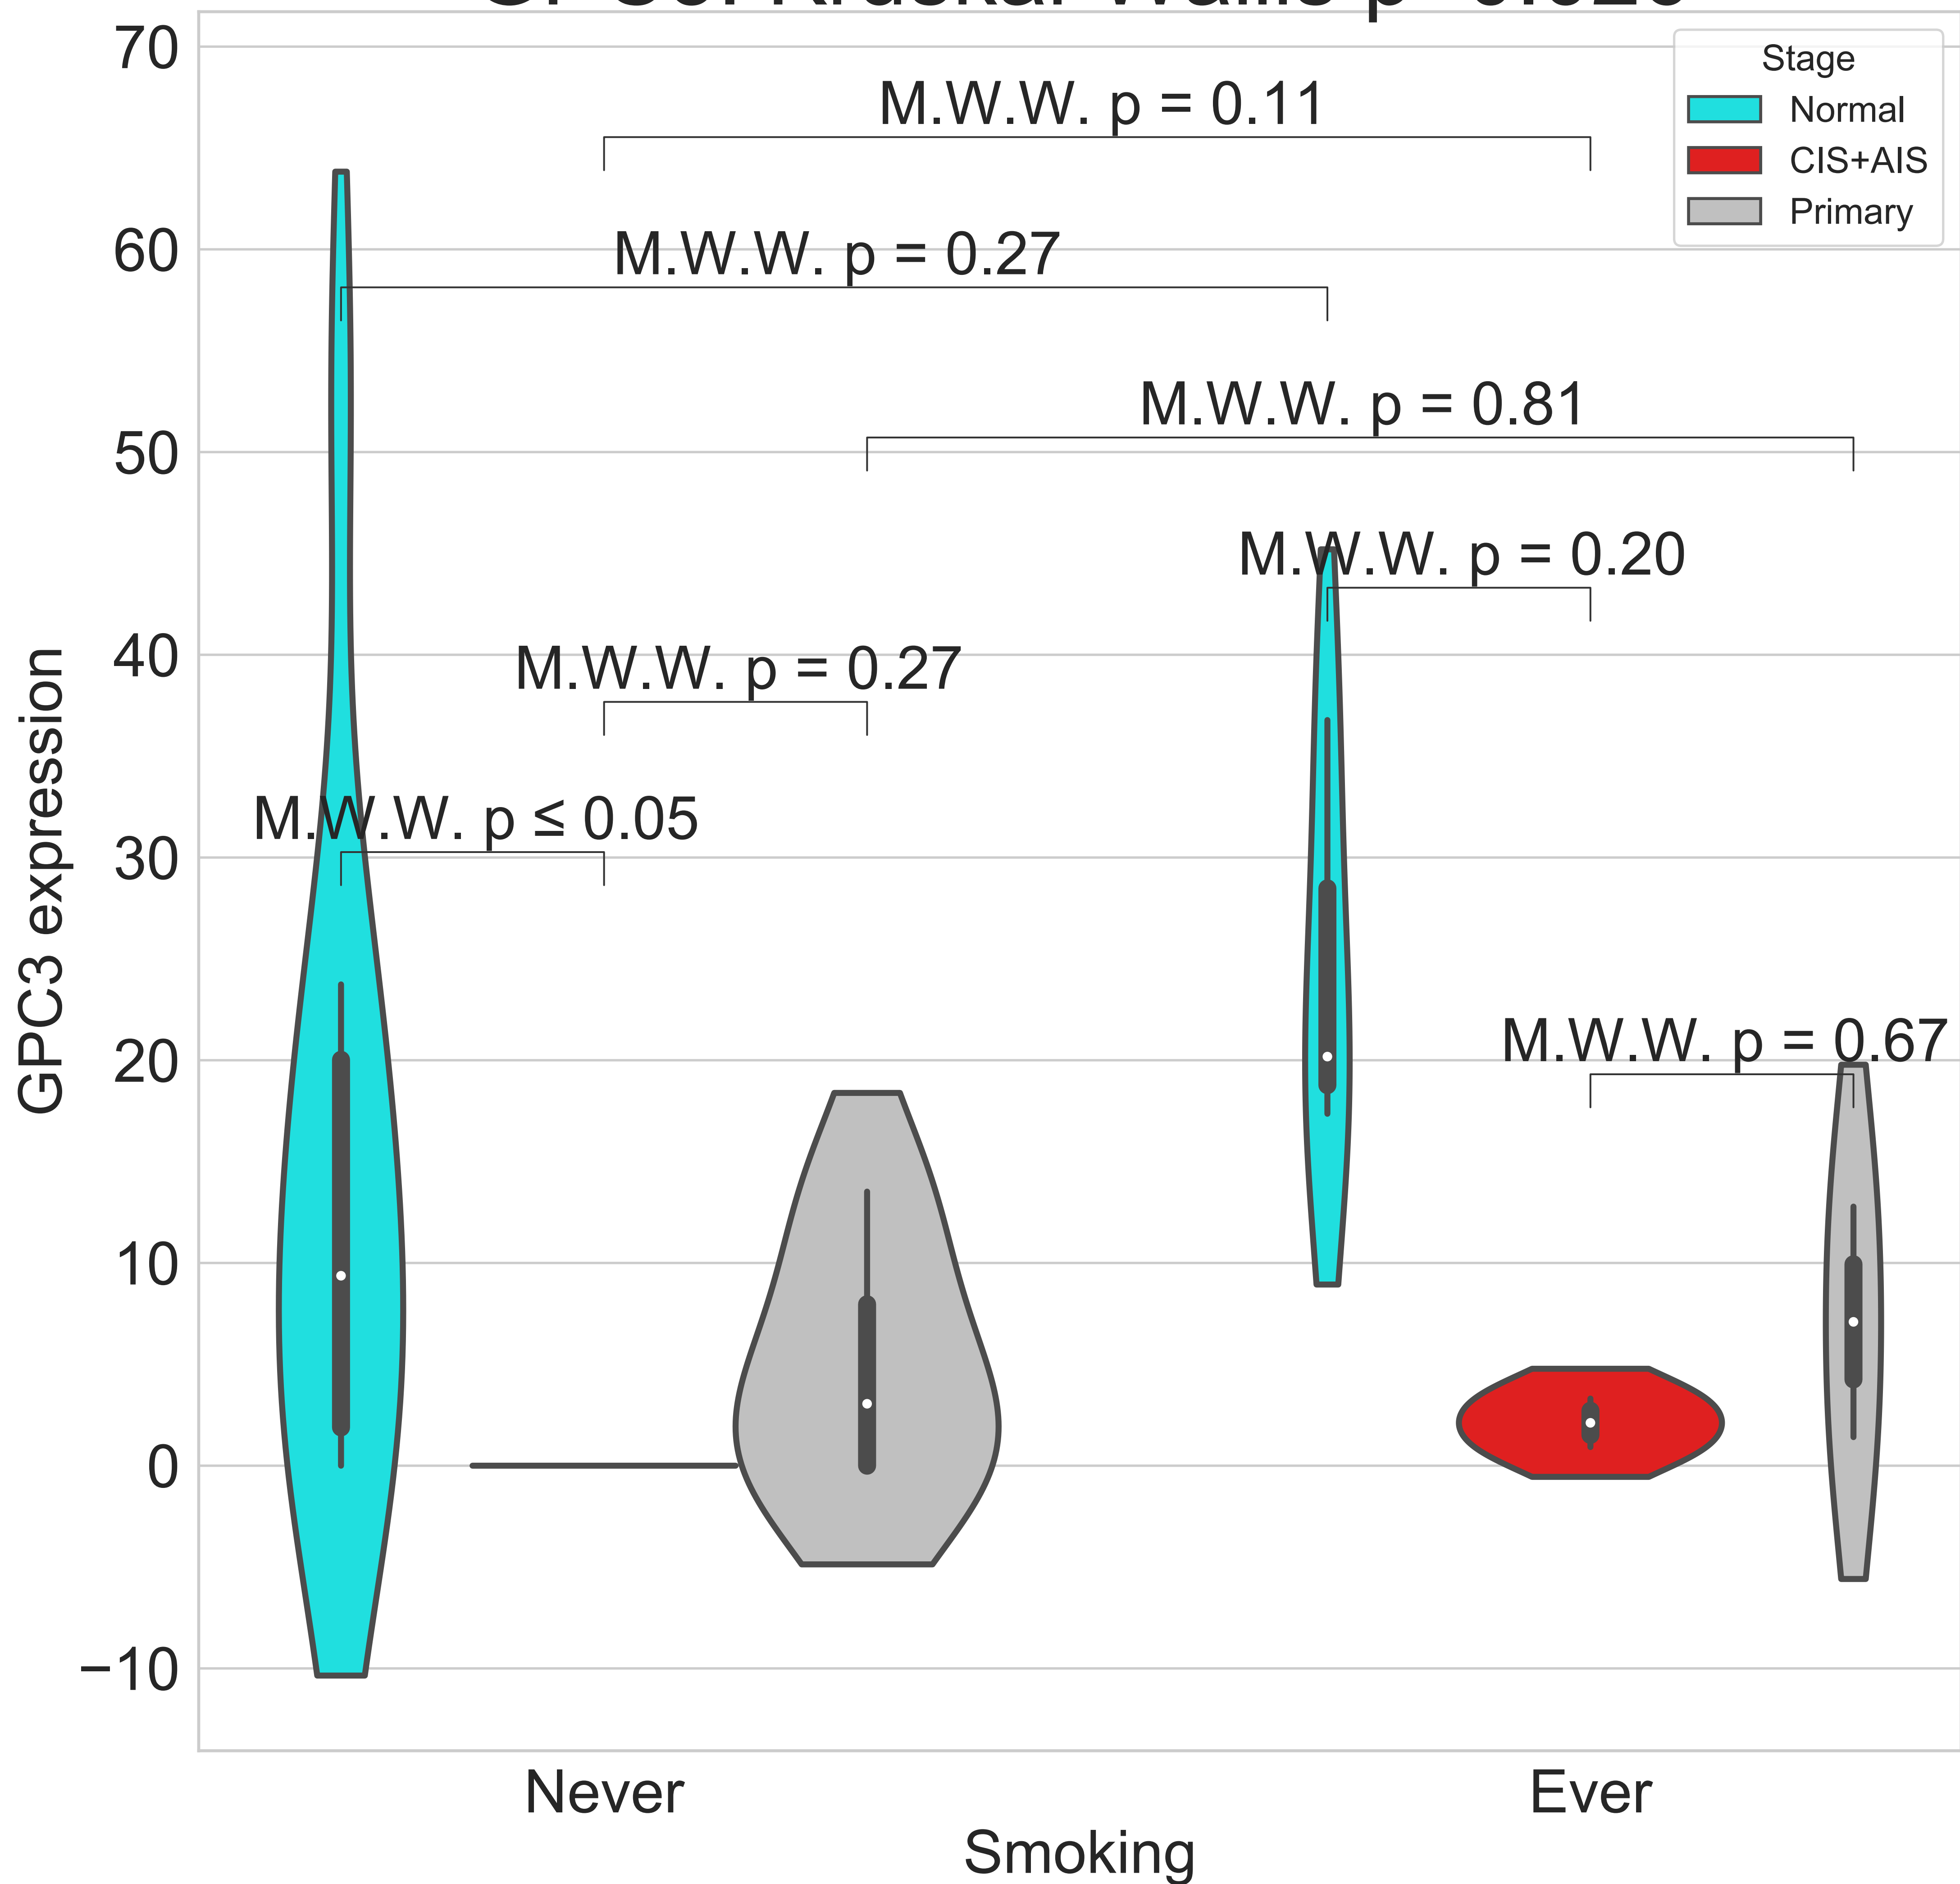 70
Stage
Normal
CIS+AIS
Primary
M.W.W. p = 0.11
60
M.W.W. p = 0.27
50
M.W.W. p = 0.81
M.W.W. p = 0.20
40
M.W.W. p = 0.27
M.W.W. p ≤ 0.05
30
M.W.W. p = 0.67
20
10
0
−10
GPC3 expression
Never
Ever
Smoking